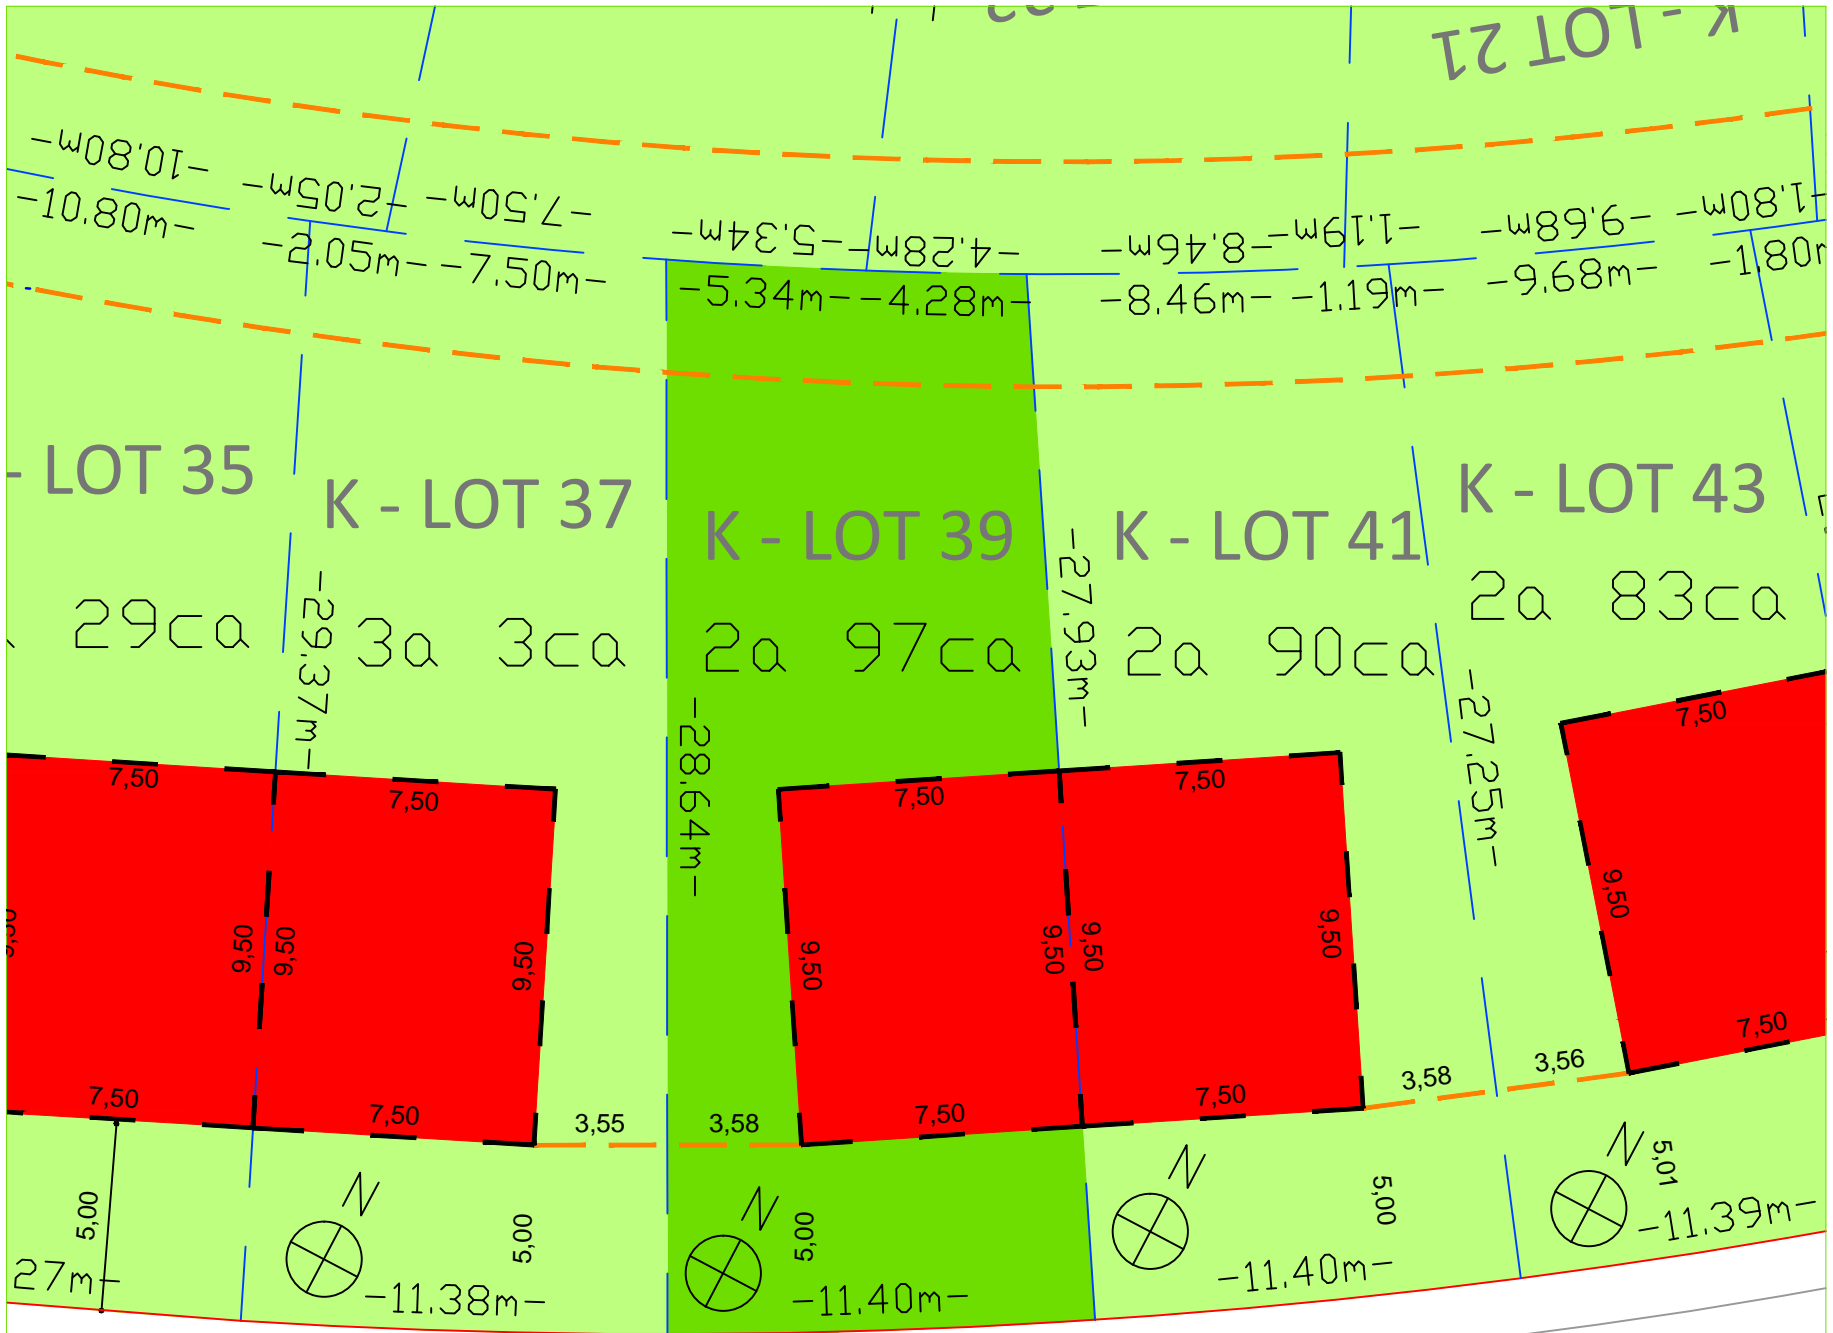 K - LOT 21
-10.80m-
-2.05m-
-7.50m-
-5.34m-
-4.28m-
-8.46m-
-1.19m-
-9.68m-
-1.80m-
-10.80m-
-2.05m-
-7.50m-
-5.34m-
-4.28m-
-8.46m-
-1.19m-
-9.68m-
-1.80m
- LOT 35
K - LOT 37
K - LOT 39
K - LOT 41
K - LOT 43
29ca
3a 3ca
2a 97ca
2a 90ca
2a 83ca
-29.37m-
-28.64m-
-27.93m-
-27.25m-
7,50
7,50
7,50
7,50
7,50
9,50
9,50
9,50
9,50
9,50
9,50
9,50
9,50
7,50
7,50
3,55
3,58
7,50
7,50
3,58
3,56
7,50
5,00
N
5,00
N
5,00
N
5,00
N
5,01
27m-
-11.38m-
-11.40m-
-11.40m-
-11.39m-